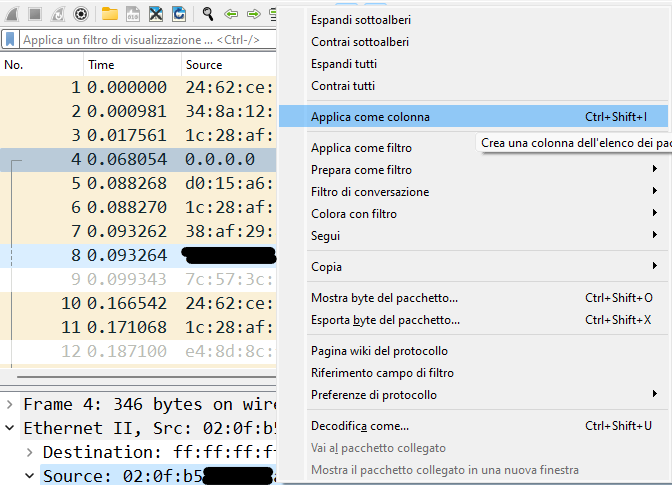 Applica un filtro di visualizzazione ... <Ctrl-/>
No. Time Source
1 0.000000 24:62:ce:
2 0.000981 34:8a:12:
3 0.017561 1c:28:af:
4 0.068054 0.0.0.0
5 0.088268 d0:15:a6:
6 0.088270 1c:28:af:
7 0.093262 38:af:29:
8 0.093264
9 0.099343 7c:57:3c:
10 0.166542 24:62:ce:
11 0.171068 1c:28:af:
12 0.187100 e4:8d:8c:
Frame 4: 346 bytes on wire
Ethernet II, Src: 02:0f:b5
Destination: ff:ff:ff:f
Source: 02:0f:b5
Espandi sottoalberi
Contrai sottoalberi
Espandi tutti
Contrai tutti
Applica come colonna Ctrl+Shift+I
Crea una colonna dell'elenco dei pac
Applica come filtro
Prepara come filtro
Filtro di conversazione
Colora con filtro
Segui
Copia
Mostra byte del pacchetto... Ctrl+Shift+O
Esporta byte del pacchetto... Ctrl+Shift+X
Pagina wiki del protocollo
Riferimento campo di filtro
Preferenze di protocollo
Decodifica come... Ctrl+Shift+U
Vai al pacchetto collegato
Mostra il pacchetto collegato in una nuova finestra